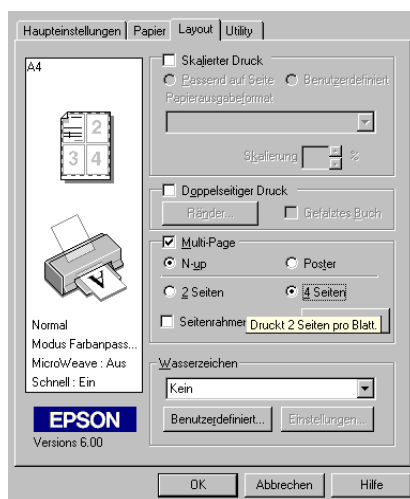 Haupteinstellungen Papier Layout Utility
A4
2
3 4
Normal
Modus Farbanpass...
MicroWeave : Aus
Schnell : Ein
EPSON
Versions 6.00
Skalierter Druck
Passend auf Seite Benutzerdefiniert
Papierausgabeformat
Skalierung %
Doppelseitiger Druck
Ränder... Gefalztes Buch
Multi-Page
N-up Poster
2 Seiten 4 Seiten
Seitenrahmen
Druckt 2 Seiten pro Blatt.
Wasserzeichen
Kein
Benutzerdefiniert... Einstellungen...
OK Abbrechen Hilfe